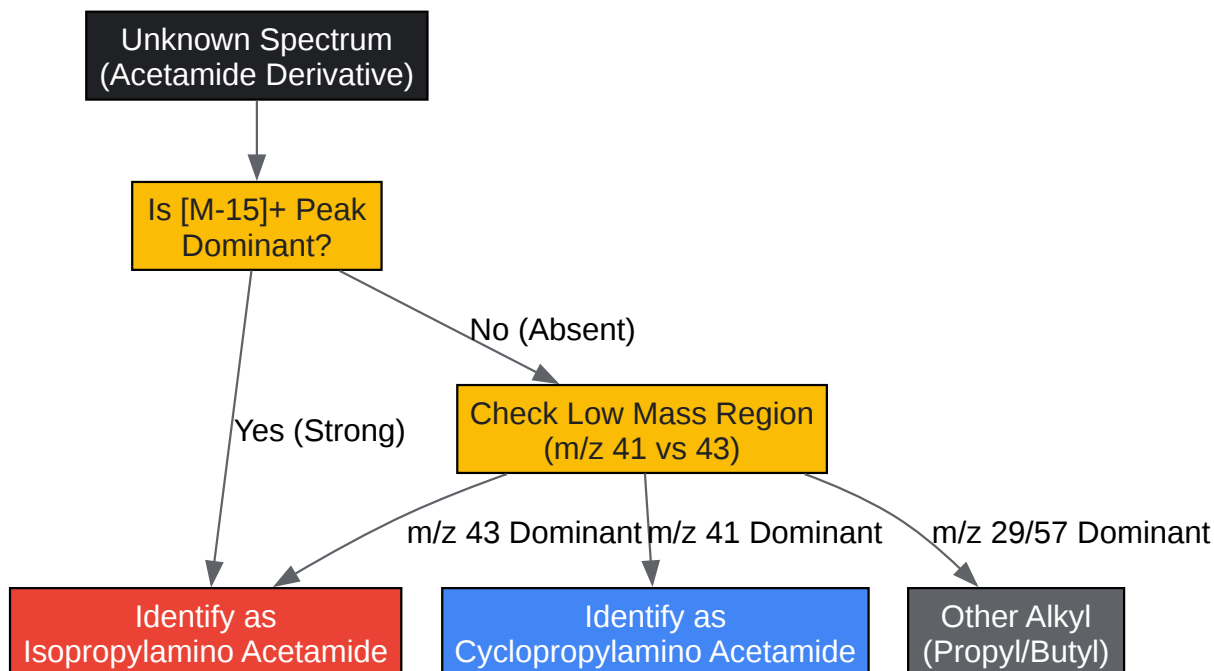 Unknown Spectrum
(Acetamide Derivative)
Is [M-15]+ Peak
Dominant?
No (Absent)
Yes (Strong)
Check Low Mass Region
(m/z 41 vs 43)
m/z 43 Dominant
m/z 41 Dominant
m/z 29/57 Dominant
Identify as
Isopropylamino Acetamide
Identify as
Cyclopropylamino Acetamide
Other Alkyl
(Propyl/Butyl)